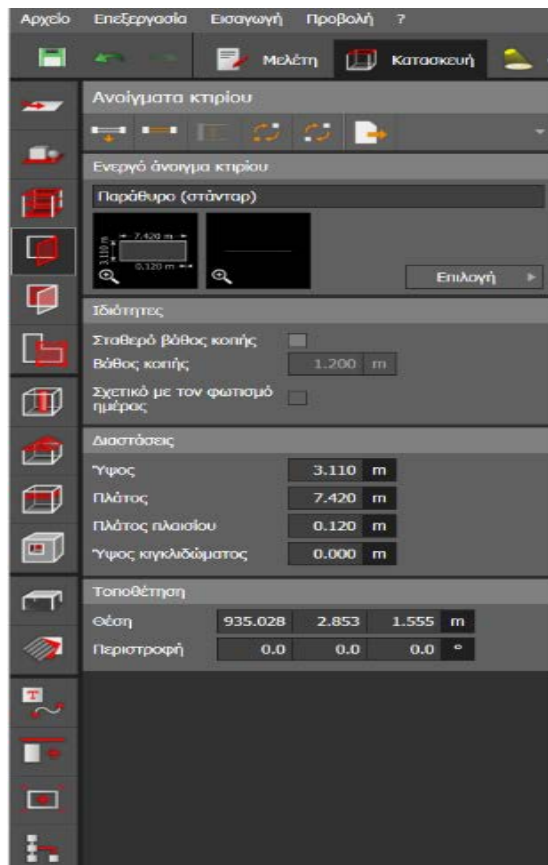 Αρχείο Επεξεργασία Εισαγωγή Προβολή ?
Μελέτη Κατασκευή
Ανοίγματα κτιρίου
Ενεργό άνοιγμα κτιρίου
Παράθυρο (στάνταρ)
7.420 m
3.110 m
0.120 m
Επιλογή
Ιδιότητες
Σταθερό βάθος κοπής
Βάθος κοπής 1.200 m
Σχετικό με τον φωτισμό
ημέρας
Διαστάσεις
Ύψος 3.110 m
Πλάτος 7.420 m
Πλάτος πλαισίου 0.120 m
Ύψος κιγκλιδώματος 0.000 m
Τοποθέτηση
Θέση 935.028 2.853 1.555 m
Περιστροφή 0.0 0.0 0.0 °
T